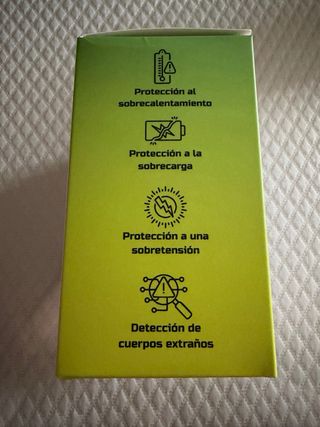 Protección al
sobrecalentamiento
Protección a la
sobrecarga
Protección a una
sobretensión
Detección de
cuerpos extraños